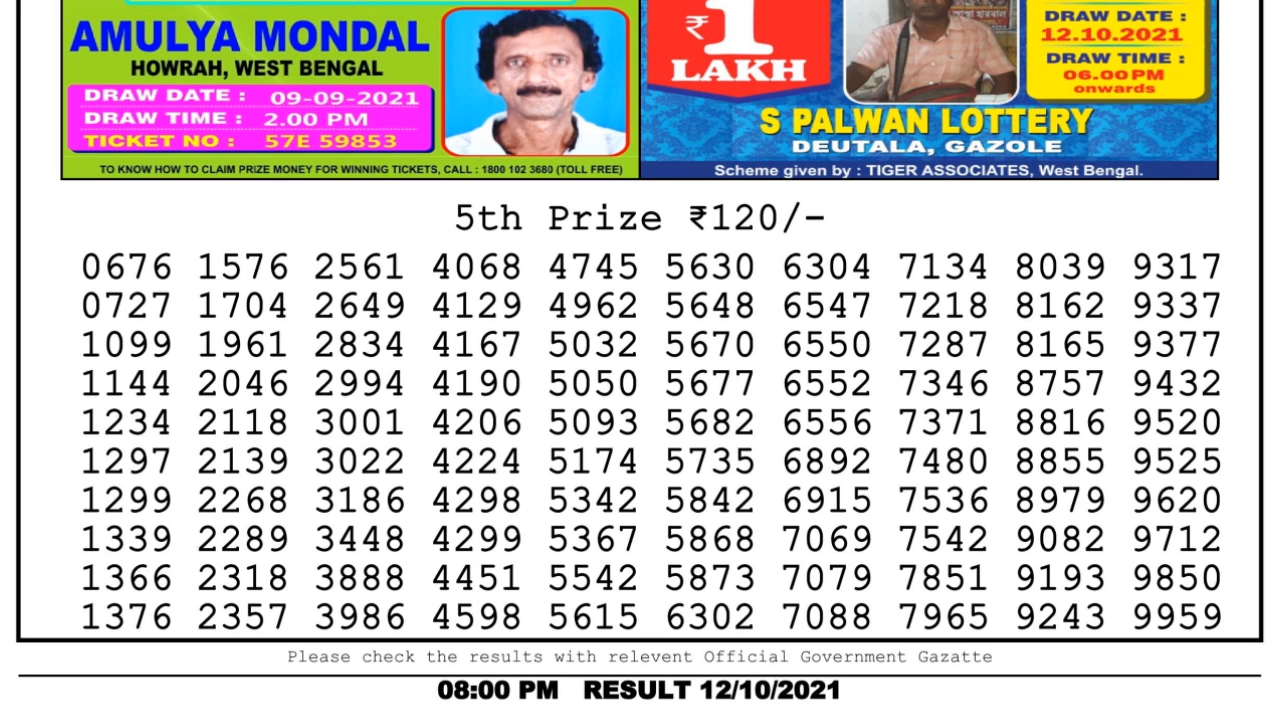 AMULYA MONDAL
HOWRAH, WEST BENGAL
DRAW DATE : 09-09-2021
DRAW TIME : 2.00 PM
TICKET NO : 57E 59853
TO KNOW HOW TO CLAIM PRIZE MONEY FOR WINNING TICKETS, CALL : 1800 102 3680 (TOLL FREE)
₹1
LAKH
DRAW DATE :
12.10.2021
DRAW TIME :
06.00 PM
onwards
S PALWAN LOTTERY
DEUTALA, GAZOLE
Scheme given by : TIGER ASSOCIATES, West Bengal.
5th Prize ₹120/-
0676 1576 2561 4068 4745 5630 6304 7134 8039 9317
0727 1704 2649 4129 4962 5648 6547 7218 8162 9337
1099 1961 2834 4167 5032 5670 6550 7287 8165 9377
1144 2046 2994 4190 5050 5677 6552 7346 8757 9432
1234 2118 3001 4206 5093 5682 6556 7371 8816 9520
1297 2139 3022 4224 5174 5735 6892 7480 8855 9525
1299 2268 3186 4298 5342 5842 6915 7536 8979 9620
1339 2289 3448 4299 5367 5868 7069 7542 9082 9712
1366 2318 3888 4451 5542 5873 7079 7851 9193 9850
1376 2357 3986 4598 5615 6302 7088 7965 9243 9959
Please check the results with relevent Official Government Gazatte
08:00 PM RESULT 12/10/2021